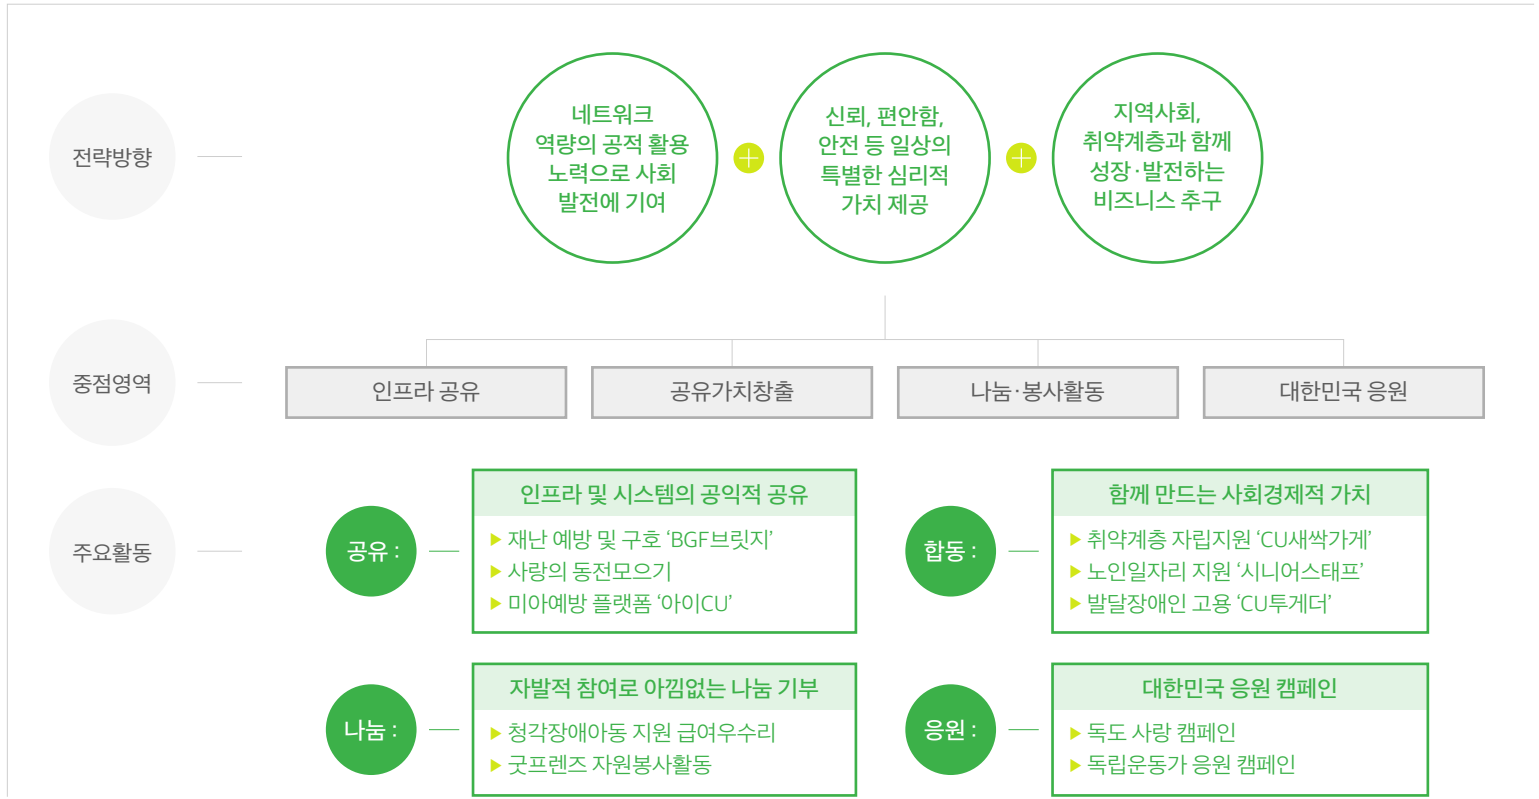 전략방향
네트워크
역량의 공적 활용
노력으로 사회
발전에 기여
신뢰, 편안함,
안전 등 일상의
특별한 심리적
가치 제공
지역사회,
취약계층과 함께
성장·발전하는
비즈니스 추구
중점영역
인프라 공유
공유가치창출
나눔·봉사활동
대한민국 응원
주요활동
공유 :
인프라 및 시스템의 공익적 공유
▶ 재난 예방 및 구호 ‘BGF브릿지’
▶ 사랑의 동전모으기
▶ 미아예방 플랫폼 ‘아이CU’
합동 :
함께 만드는 사회경제적 가치
▶ 취약계층 자립지원 ‘CU새싹가게’
▶ 노인일자리 지원 ‘시니어스태프’
▶ 발달장애인 고용 ‘CU투게더’
나눔 :
자발적 참여로 아낌없는 나눔 기부
▶ 청각장애아동 지원 급여우수리
▶ 굿프렌즈 자원봉사활동
응원 :
대한민국 응원 캠페인
▶ 독도 사랑 캠페인
▶ 독립운동가 응원 캠페인